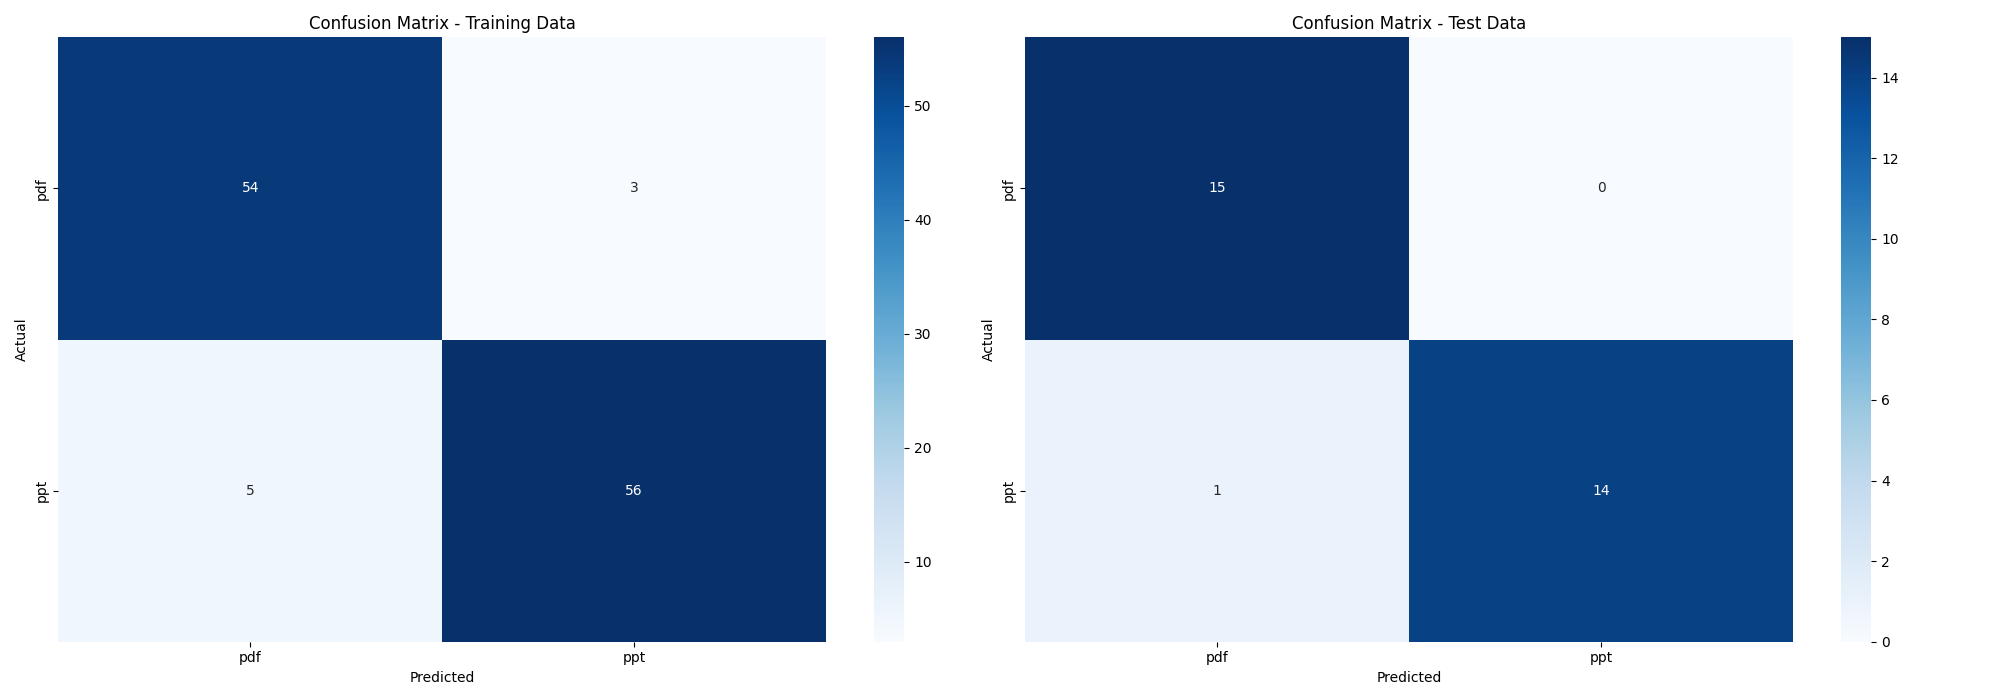 Confusion Matrix - Training Data
pdf
54
3
Actual
ppt
5
56
pdf
ppt
Predicted
50
40
30
20
10
Confusion Matrix - Test Data
pdf
15
0
Actual
ppt
1
14
pdf
ppt
Predicted
14
12
10
8
6
4
2
0